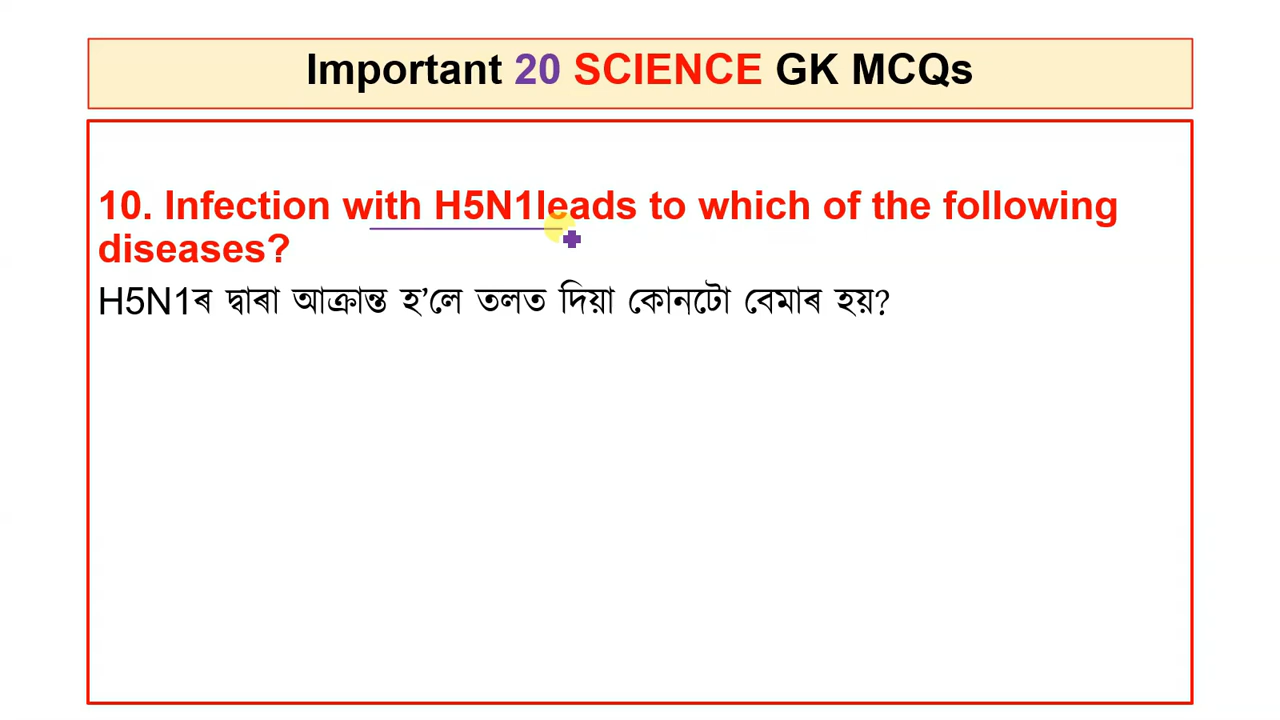 Important 20 SCIENCE GK MCQs
10. Infection with H5N1leads to which of the following
diseases?
H5N1ৰ দ্বাৰা আক্ৰান্ত হ’লে তলত দিয়া কোনটো বেমাৰ হয়?